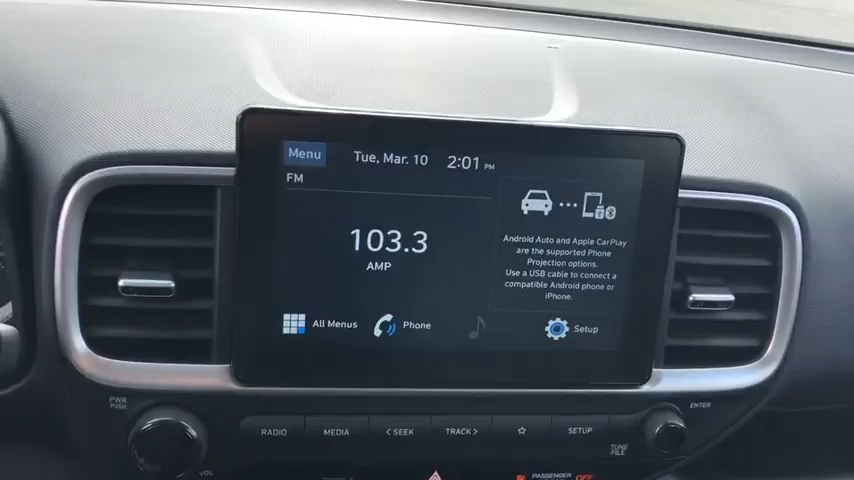 Menu
Tue, Mar. 10 2:01 PM
FM
103.3
AMP
Android Auto and Apple CarPlay
are the supported Phone
Projection options.
Use a USB cable to connect a
compatible Android phone or
iPhone.
All Menus
Phone
Setup
PWR
PUSH
VOL
RADIO
MEDIA
< SEEK
TRACK >
SETUP
ENTER
TUNE
FILE
PASSENGER OFF